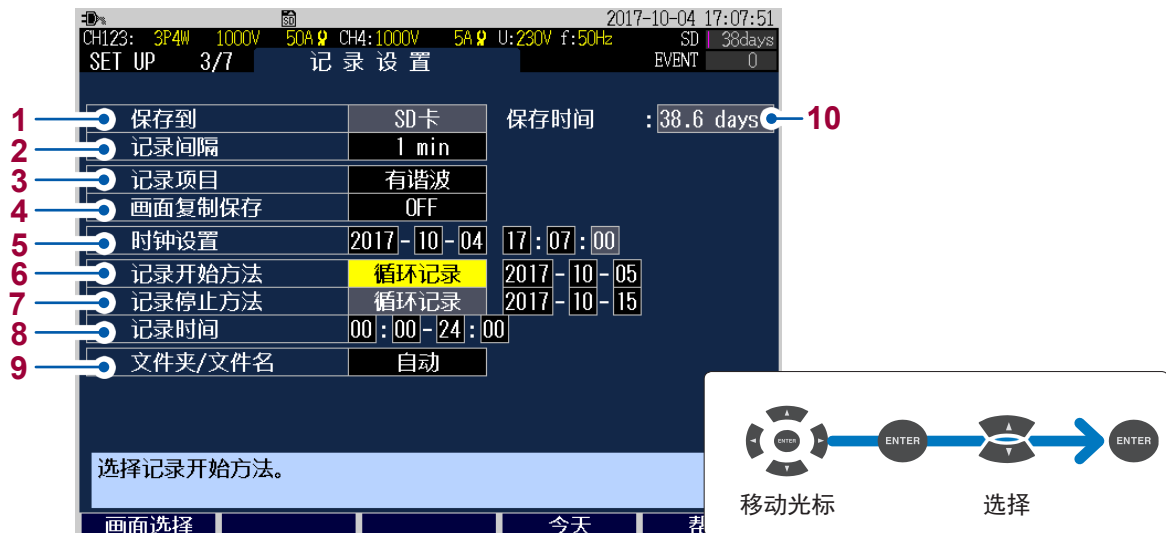 SD 2017-10-04 17:07:51
CH123: 3P4W 1000V 50A CH4:1000V 5A U:230V f:50Hz SD 38days
SET UP 3/7 记录设置 EVENT 0
1 保存到 SD卡 保存时间 :38.6 days 10
2 记录间隔 1 min
3 记录项目 有谐波
4 画面复制保存 OFF
5 时钟设置 2017-10-04 17:07:00
6 记录开始方法 循环记录 2017-10-05
7 记录停止方法 循环记录 2017-10-15
8 记录时间 00:00-24:00
9 文件夹/文件名 自动
选择记录开始方法。
画面选择 今天
ENTER ENTER ENTER
移动光标 选择